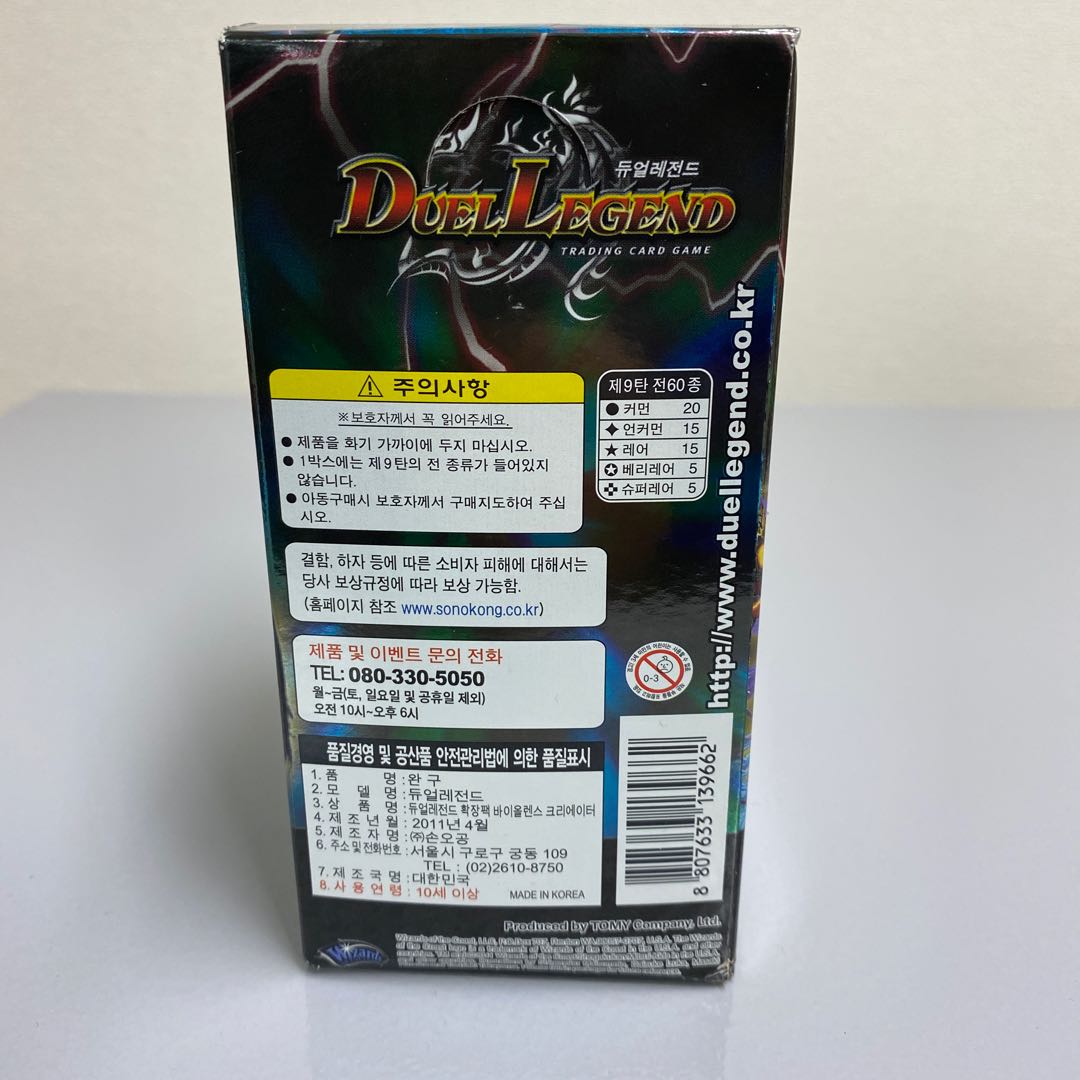 듀얼레전드
DUEL LEGEND
TRADING CARD GAME
⚠ 주의사항
※보호자께서 꼭 읽어주세요.
● 제품을 화기 가까이에 두지 마십시오.
● 1박스에는 제9탄의 전 종류가 들어있지
않습니다.
● 아동구매시 보호자께서 구매지도하여 주십
시오.
제9탄 전60종
● 커먼 20
✦ 언커먼 15
★ 레어 15
✪ 베리레어 5
슈퍼레어 5
http://www.duellegend.co.kr
결함, 하자 등에 따른 소비자 피해에 대해서는
당사 보상규정에 따라 보상 가능함.
(홈페이지 참조 www.sonokong.co.kr)
제품 및 이벤트 문의 전화
TEL: 080-330-5050
월~금(토, 일요일 및 공휴일 제외)
오전 10시~오후 6시
0-3
품질경영 및 공산품 안전관리법에 의한 품질표시
1. 품 명 : 완 구
2. 모 델 명 : 듀얼레전드
3. 상 품 명 : 듀얼레전드 확장팩 바이올렌스 크리에이터
4. 제 조 년 월 : 2011년 4월
5. 제 조 자 명 : ㈜손오공
6. 주소 및 전화번호 : 서울시 구로구 궁동 109
TEL : (02)2610-8750
7. 제 조 국 명 : 대한민국
8. 사 용 연 령 : 10세 이상
MADE IN KOREA
8 807633 139662
Produced by TOMY Company, Ltd.
Wizards